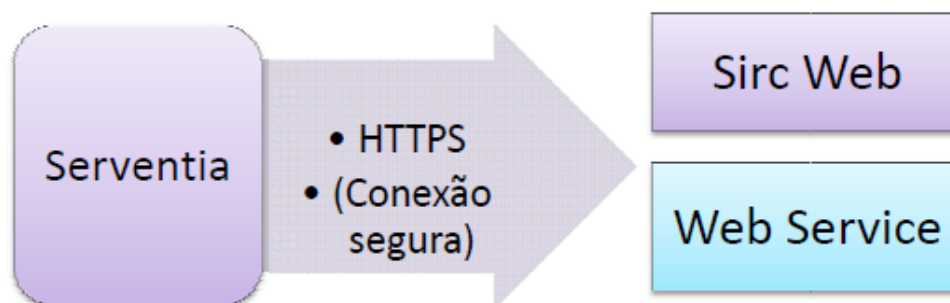 Serventia
• HTTPS
• (Conexão
segura)
Sirc Web
Web Service